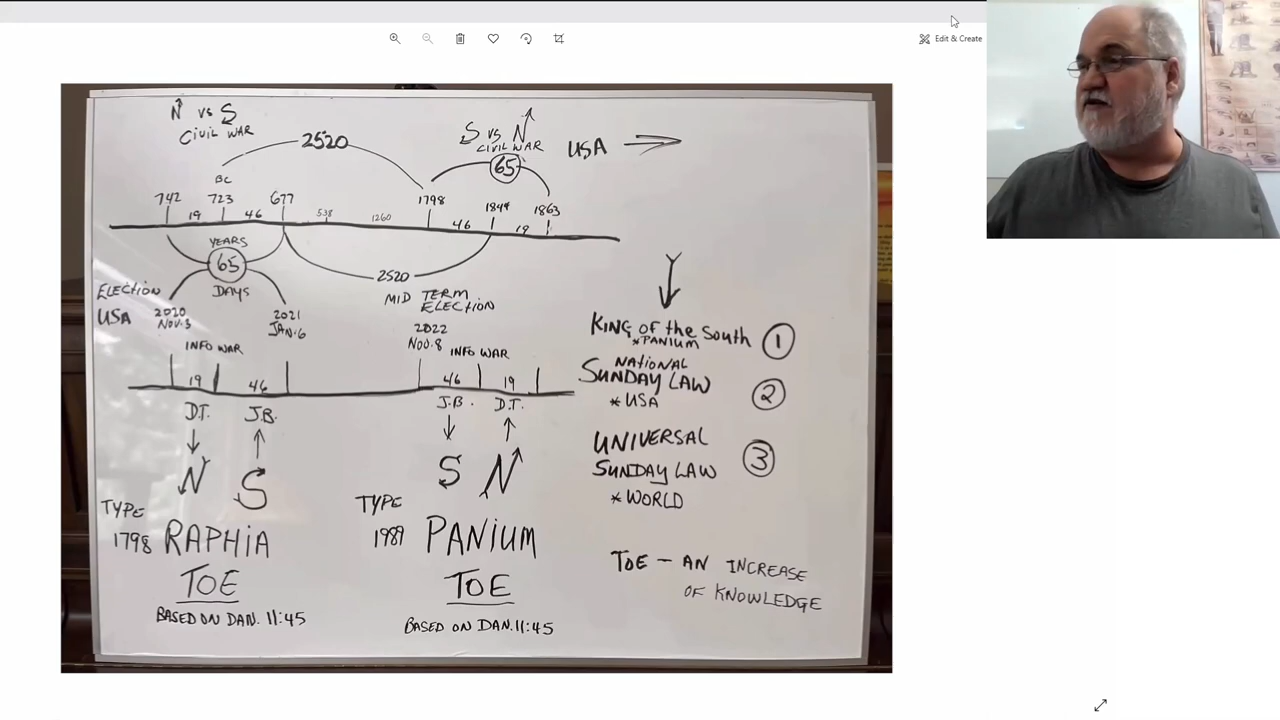 Edit & Create
N vs S
CIVIL WAR
2520
S vs N
CIVIL WAR
65
USA
BC
742
723
677
1798
1844
1863
19
46
538
1260
46
19
YEARS
65
DAYS
2520
ELECTION
USA
2020
NOV. 3
2021
JAN. 6
MID TERM
ELECTION
2022
NOV. 8
INFO WAR
INFO WAR
19
46
46
19
D.T.
J.B.
J.B.
D.T.
N
S
S
N
TYPE
1798
RAPHIA
TOE
BASED ON DAN. 11:45
TYPE
1989
PANIUM
TOE
BASED ON DAN. 11:45
KING OF the South
*PANIUM
1
NATIONAL
SUNDAY LAW
* USA
2
UNIVERSAL
SUNDAY LAW
* WORLD
3
TOE — AN INCREASE
OF KNOWLEDGE